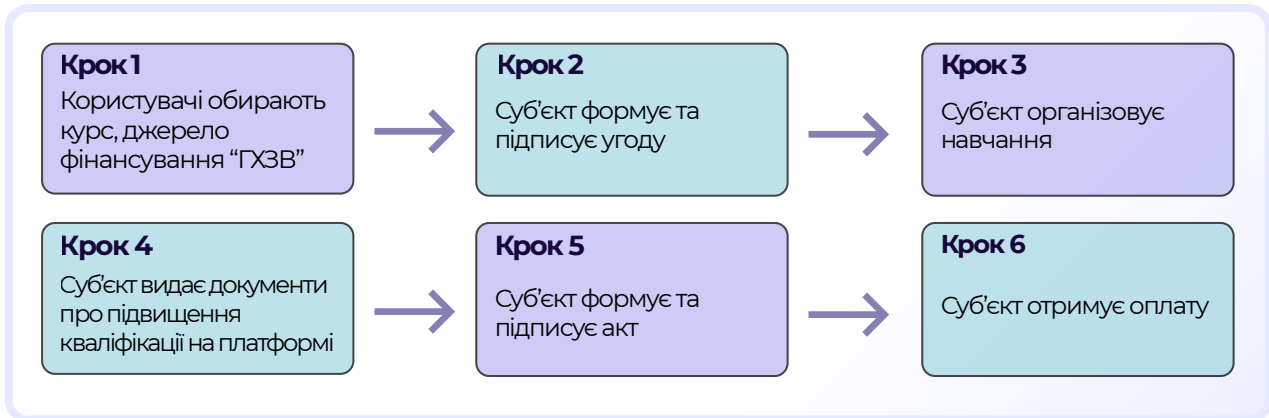 Крок 1
Користувачі обирають
курс, джерело
фінансування “ГХЗВ”
Крок 2
Суб’єкт формує та
підписує угоду
Крок 3
Суб’єкт організовує
навчання
Крок 4
Суб’єкт видає документи
про підвищення
кваліфікації на платформі
Крок 5
Суб’єкт формує та
підписує акт
Крок 6
Суб’єкт отримує оплату